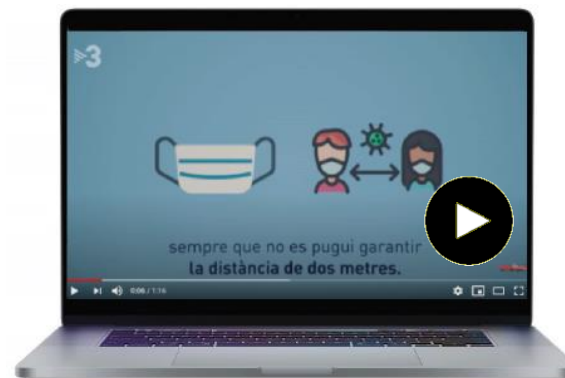 3
sempre que no es pugui garantir
la distància de dos metres.
0:06 / 1:16